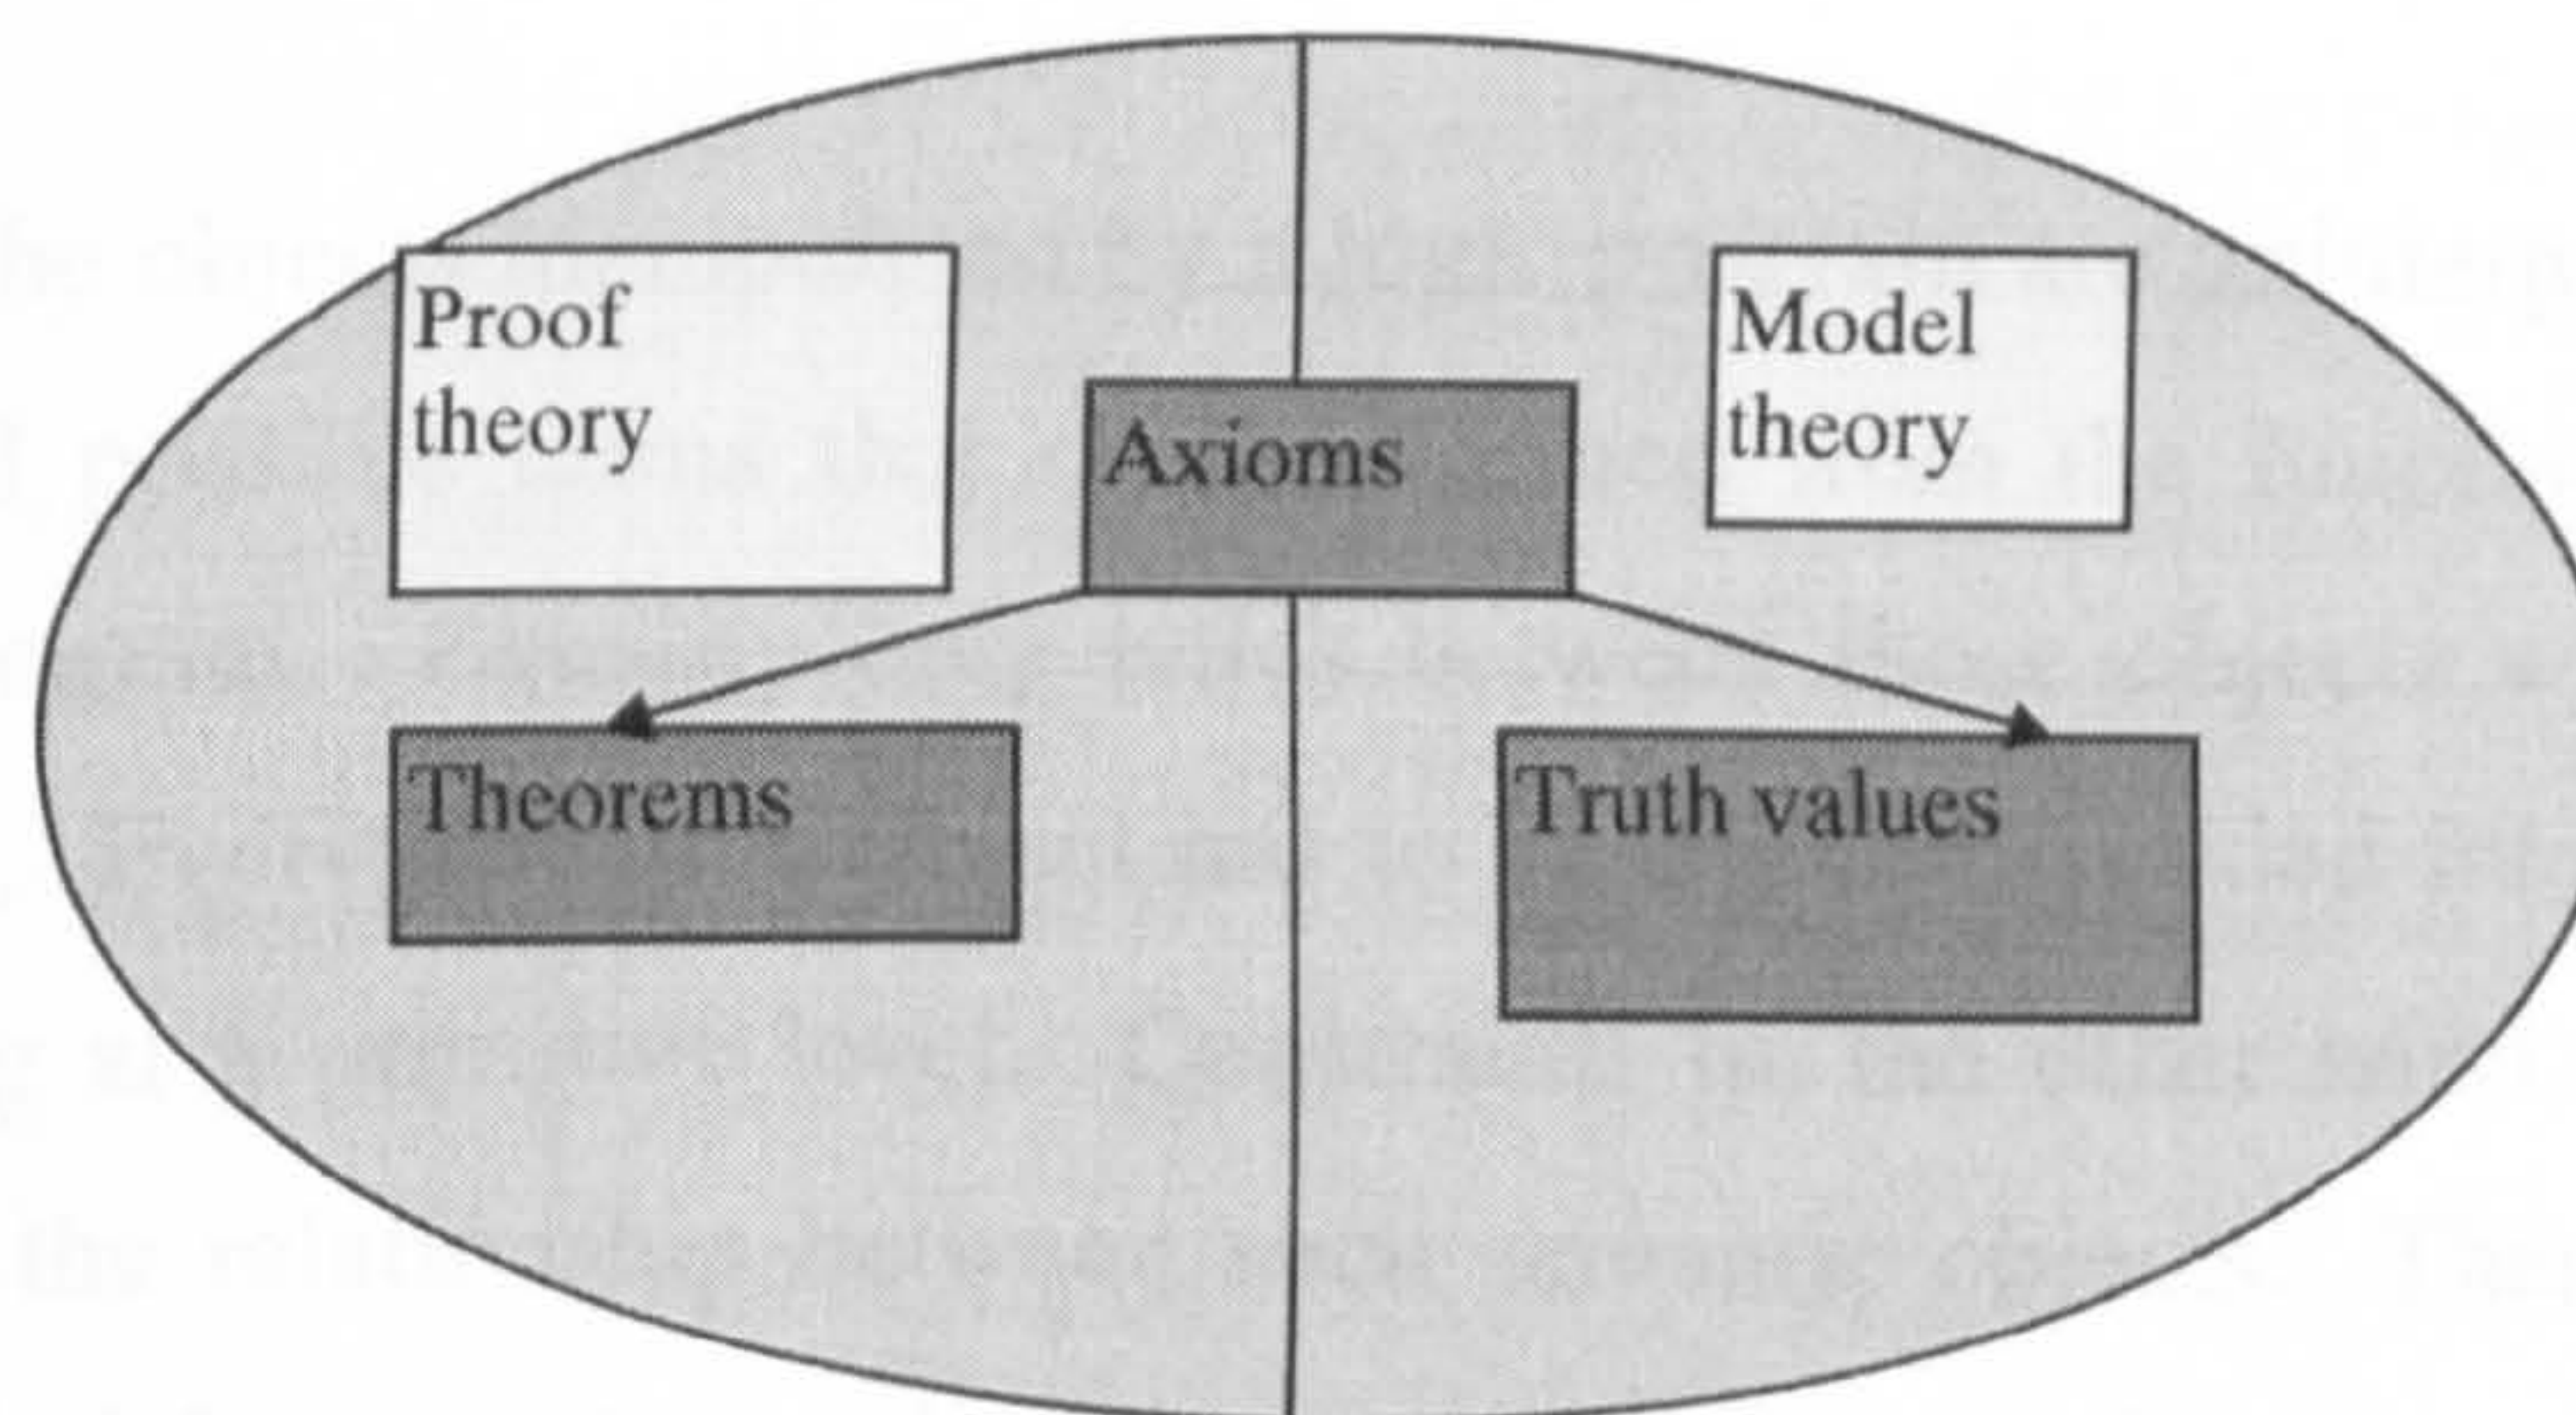 Proof
theory
Model
theory
Axioms
Theorems
Truth values